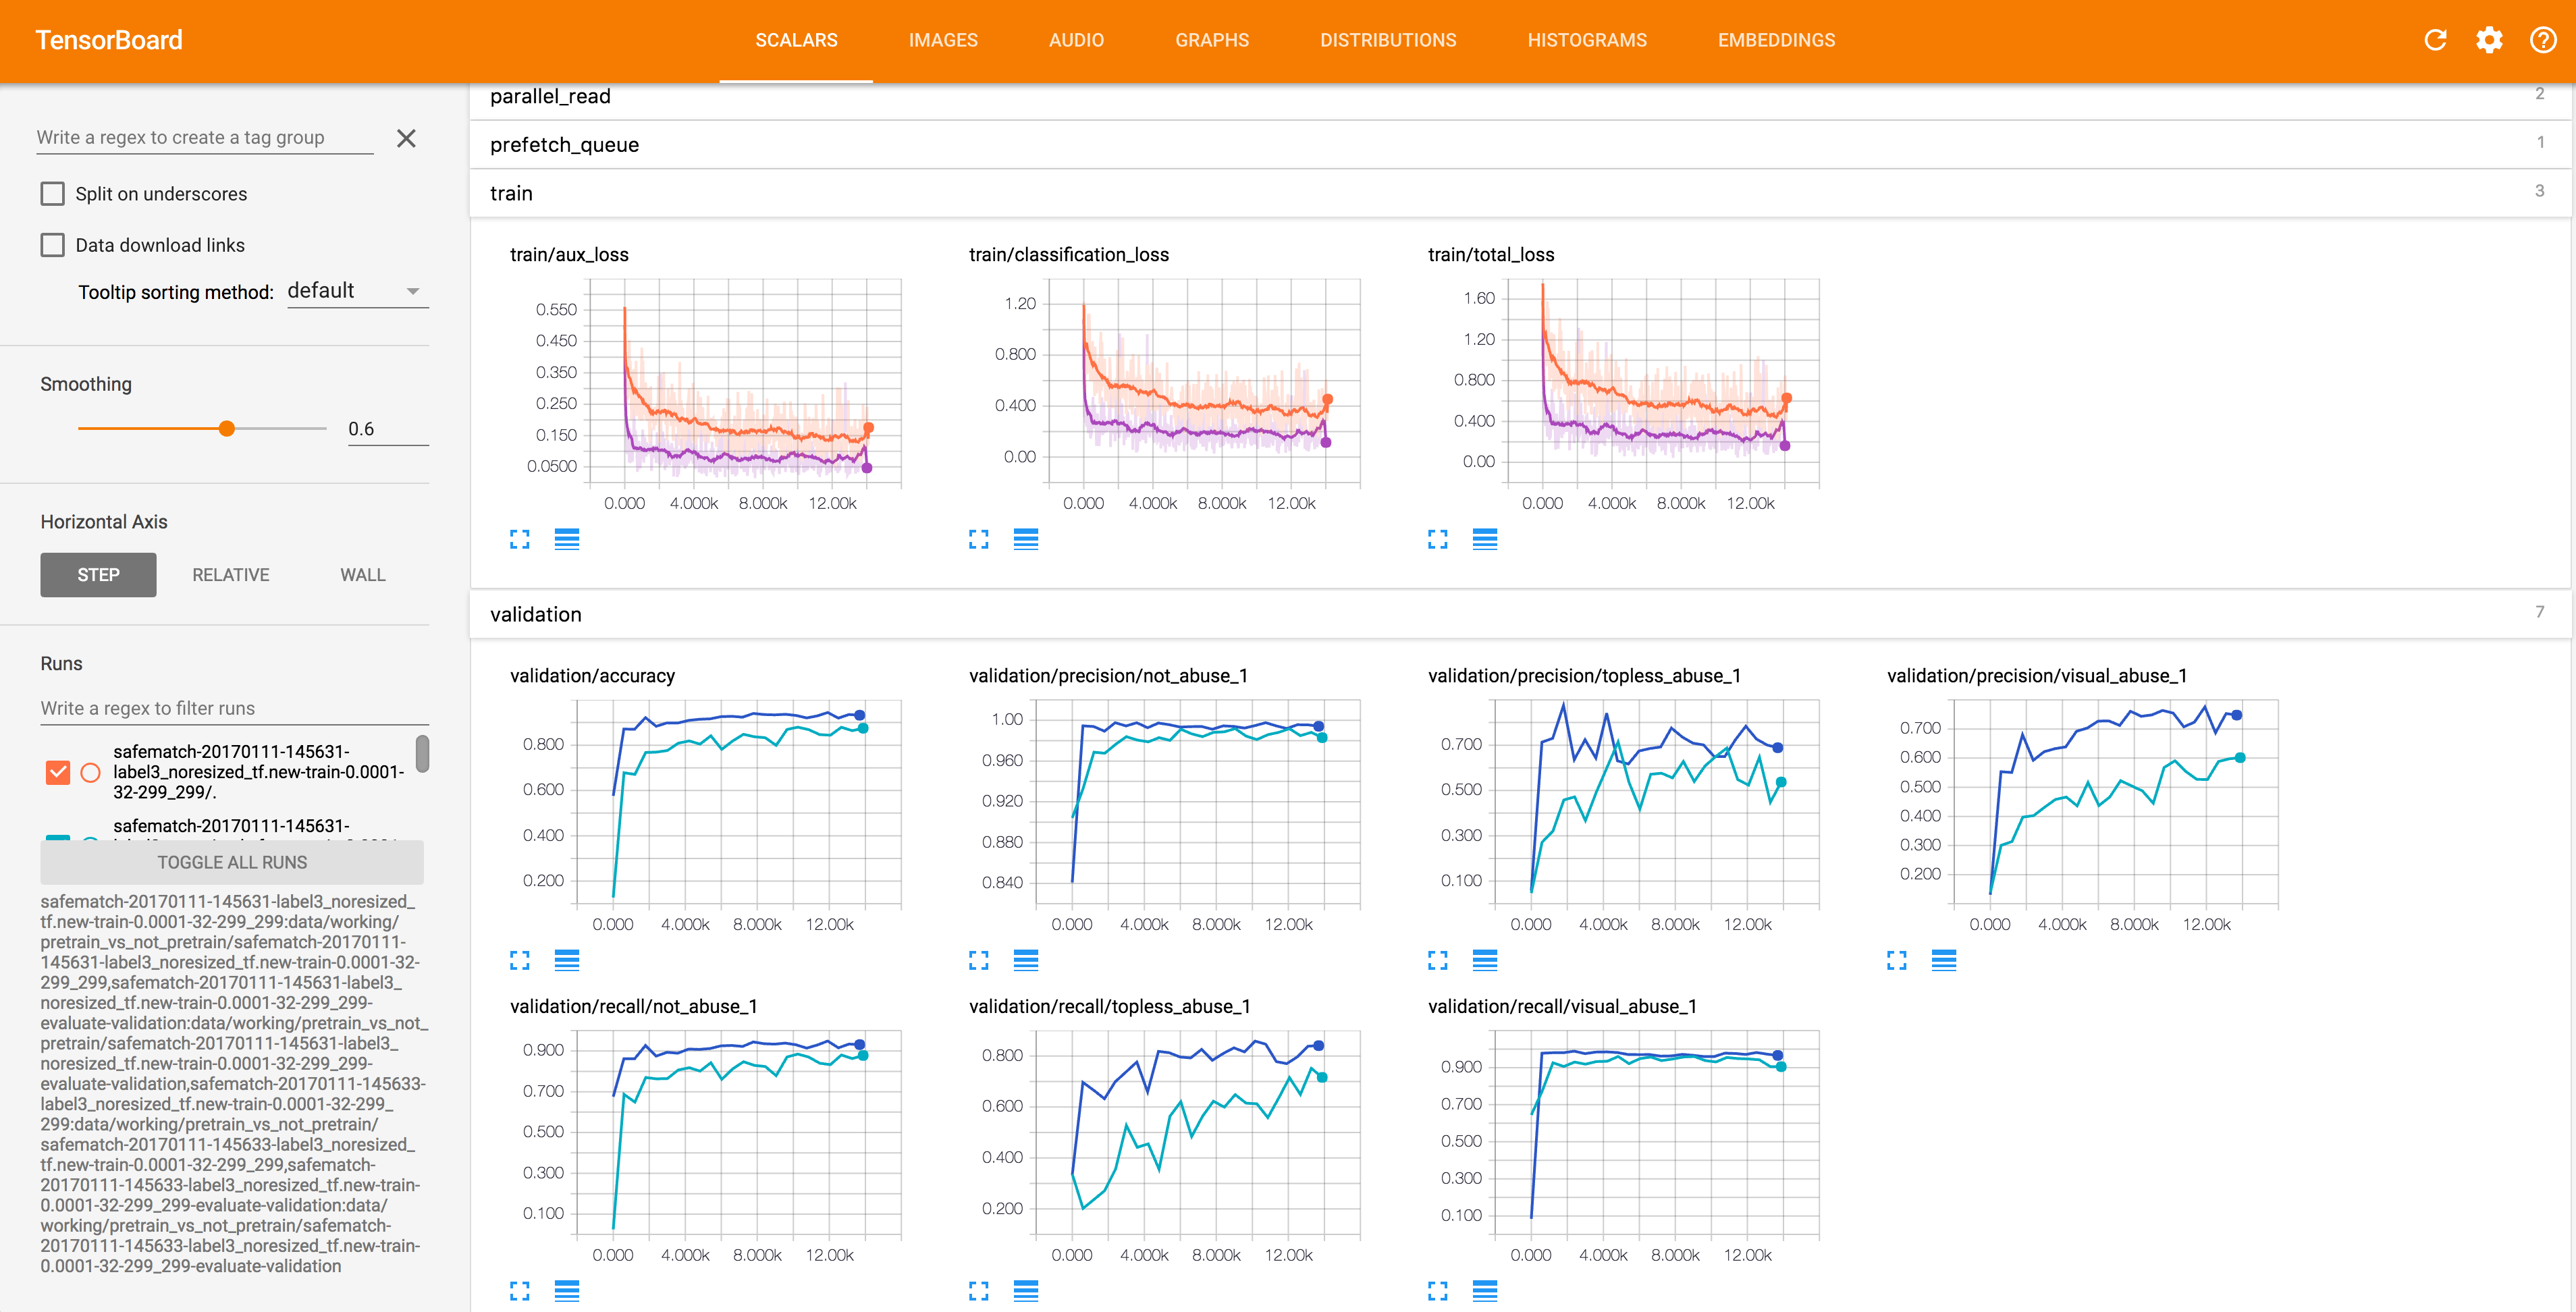 TensorBoard
SCALARS
IMAGES
AUDIO
GRAPHS
DISTRIBUTIONS
HISTOGRAMS
EMBEDDINGS
Write a regex to create a tag group
Split on underscores
Data download links
Tooltip sorting method: default
Smoothing
0.6
Horizontal Axis
STEP
RELATIVE
WALL
Runs
Write a regex to filter runs
safematch-20170111-145631-
label3_noresized_tf.new-train-0.0001-
32-299_299/.
safematch-20170111-145631-
TOGGLE ALL RUNS
safematch-20170111-145631-label3_noresized_
tf.new-train-0.0001-32-299_299:data/working/
pretrain_vs_not_pretrain/safematch-20170111-
145631-label3_noresized_tf.new-train-0.0001-32-
299_299,safematch-20170111-145631-label3_
noresized_tf.new-train-0.0001-32-299_299-
evaluate-validation:data/working/pretrain_vs_not_
pretrain/safematch-20170111-145631-label3_
noresized_tf.new-train-0.0001-32-299_299-
evaluate-validation,safematch-20170111-145633-
label3_noresized_tf.new-train-0.0001-32-299_
299:data/working/pretrain_vs_not_pretrain/
safematch-20170111-145633-label3_noresized_
tf.new-train-0.0001-32-299_299,safematch-
20170111-145633-label3_noresized_tf.new-train-
0.0001-32-299_299-evaluate-validation:data/
working/pretrain_vs_not_pretrain/safematch-
20170111-145633-label3_noresized_tf.new-train-
0.0001-32-299_299-evaluate-validation
parallel_read
2
prefetch_queue
1
train
3
train/aux_loss
0.550
0.450
0.350
0.250
0.150
0.0500
0.000 4.000k 8.000k 12.00k
train/classification_loss
1.20
0.800
0.400
0.00
0.000 4.000k 8.000k 12.00k
train/total_loss
1.60
1.20
0.800
0.400
0.00
0.000 4.000k 8.000k 12.00k
validation
7
validation/accuracy
0.800
0.600
0.400
0.200
0.000 4.000k 8.000k 12.00k
validation/precision/not_abuse_1
1.00
0.960
0.920
0.880
0.840
0.000 4.000k 8.000k 12.00k
validation/precision/topless_abuse_1
0.700
0.500
0.300
0.100
0.000 4.000k 8.000k 12.00k
validation/precision/visual_abuse_1
0.700
0.600
0.500
0.400
0.300
0.200
0.000 4.000k 8.000k 12.00k
validation/recall/not_abuse_1
0.900
0.700
0.500
0.300
0.100
0.000 4.000k 8.000k 12.00k
validation/recall/topless_abuse_1
0.800
0.600
0.400
0.200
0.000 4.000k 8.000k 12.00k
validation/recall/visual_abuse_1
0.900
0.700
0.500
0.300
0.100
0.000 4.000k 8.000k 12.00k